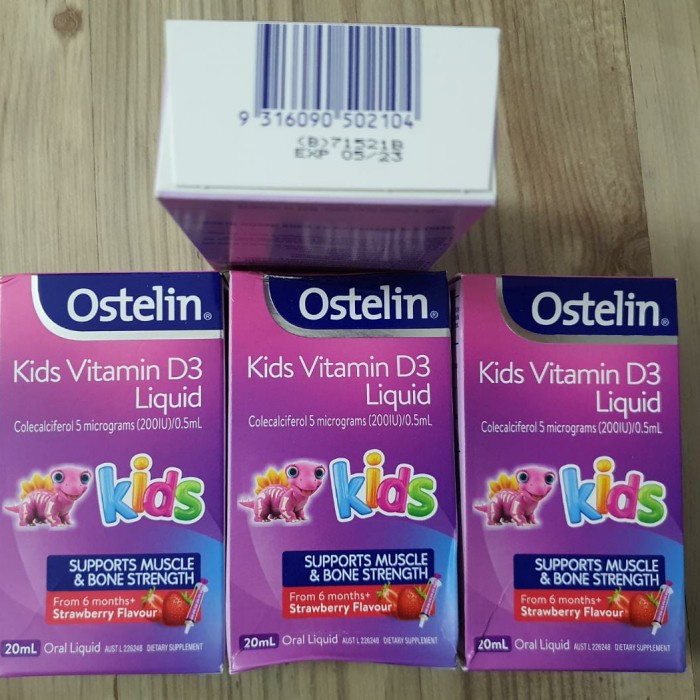 9 316090 502104
(B)71521B
EXP 05/23
Ostelin®
Kids Vitamin D3
Liquid
Colecalciferol 5 micrograms (200IU)/0.5mL
kids
SUPPORTS MUSCLE
& BONE STRENGTH
From 6 months+
Strawberry Flavour
20mL Oral Liquid AUST L 226248 DIETARY SUPPLEMENT
Ostelin®
Kids Vitamin D3
Liquid
Colecalciferol 5 micrograms (200IU)/0.5mL
kids
SUPPORTS MUSCLE
& BONE STRENGTH
From 6 months+
Strawberry Flavour
20mL Oral Liquid AUST L 226248 DIETARY SUPPLEMENT
Ostelin®
Kids Vitamin D3
Liquid
Colecalciferol 5 micrograms (200IU)/0.5mL
kids
SUPPORTS MUSCLE
& BONE STRENGTH
From 6 months+
Strawberry Flavour
20mL Oral Liquid AUST L 226248 DIETARY SUPPLEMENT